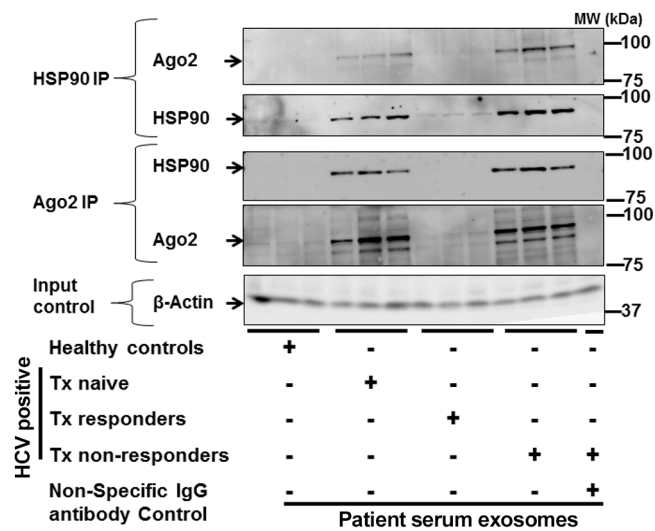 MW (kDa)
HSP90 IP
Ago2
100
75
HSP90
100
75
Ago2 IP
HSP90
100
75
Ago2
100
75
Input
control
β-Actin
37
Healthy controls + - - - -
HCV positive
Tx naive - + - - -
Tx responders - - + - -
Tx non-responders - - - + +
Non-Specific IgG
antibody Control - - - - +
Patient serum exosomes